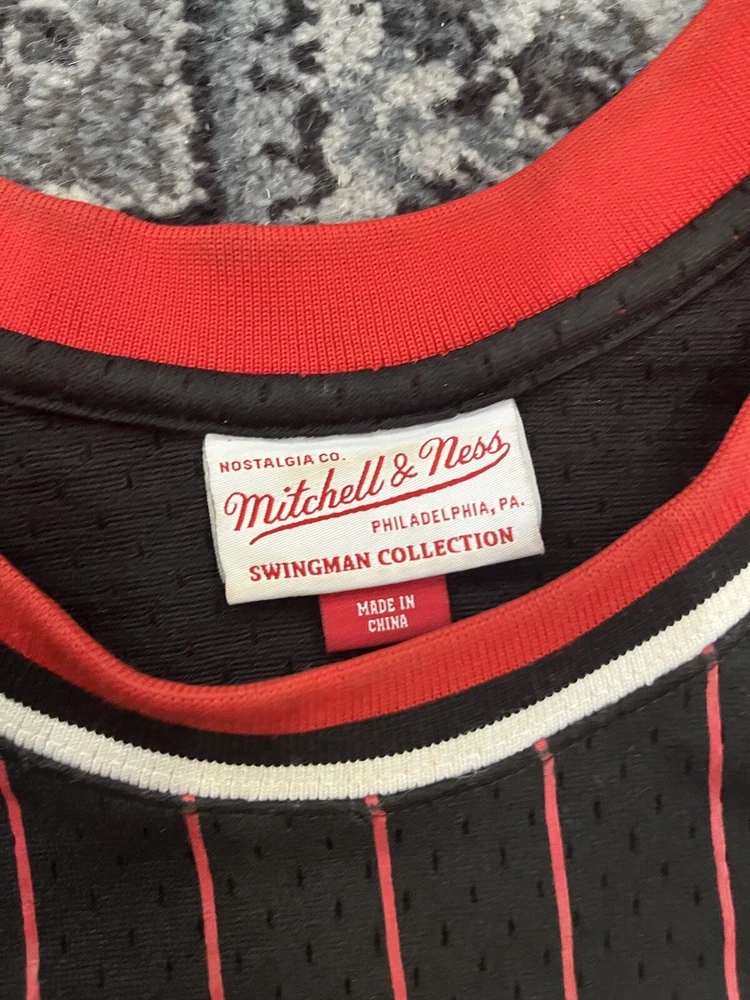 NOSTALGIA CO.
Mitchell & Ness
PHILADELPHIA, PA.
SWINGMAN COLLECTION
MADE IN
CHINA